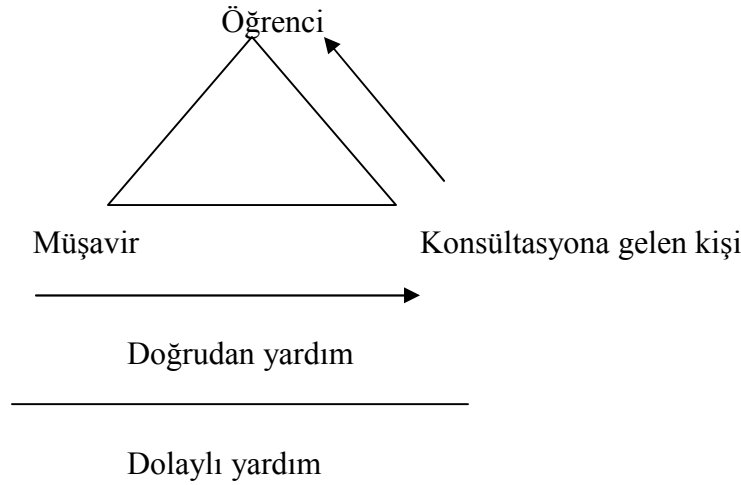 Öğrenci
Müşavir
Konsültasyona gelen kişi
Doğrudan yardım
Dolaylı yardım